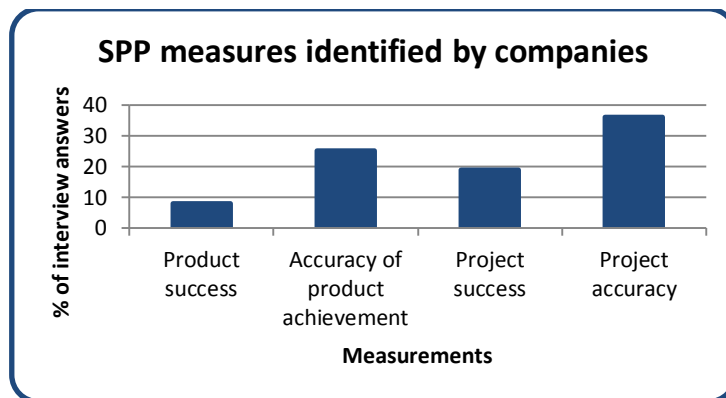 SPP measures identified by companies
% of interview answers
40
30
20
10
0
Product
success
Accuracy of
product
achievement
Project
success
Project
accuracy
Measurements